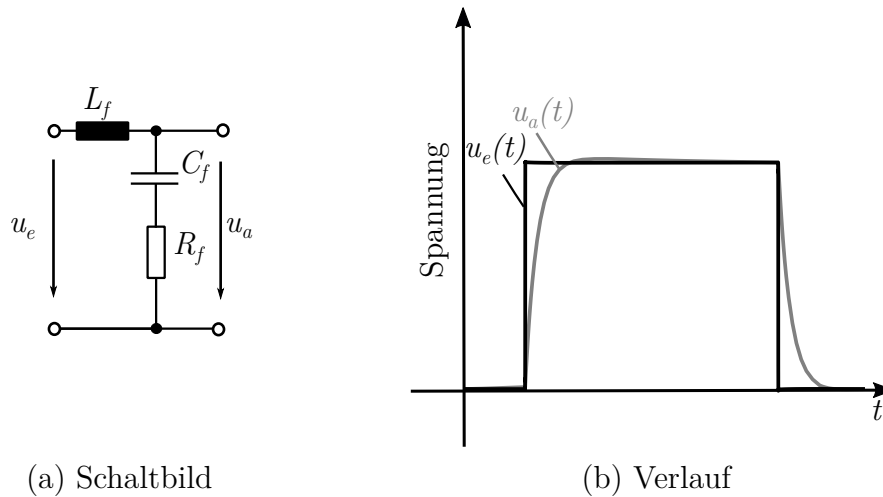 L_f
C_f
R_f
u_e
u_a
(a) Schaltbild
Spannung
u_a(t)
u_e(t)
t
(b) Verlauf